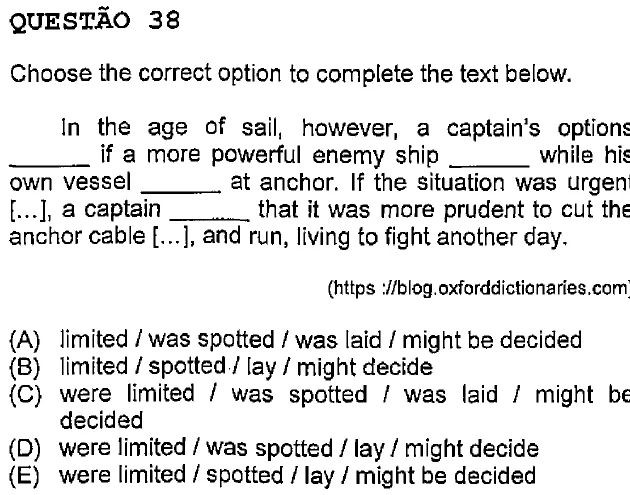 QUESTÃO 38
Choose the correct option to complete the text below.
In the age of sail, however, a captain's options
______ if a more powerful enemy ship ______ while his
own vessel ______ at anchor. If the situation was urgent
[...], a captain ______ that it was more prudent to cut the
anchor cable [...], and run, living to fight another day.
(https ://blog.oxforddictionaries.com)
(A) limited / was spotted / was laid / might be decided
(B) limited / spotted / lay / might decide
(C) were limited / was spotted / was laid / might be
decided
(D) were limited / was spotted / lay / might decide
(E) were limited / spotted / lay / might be decided